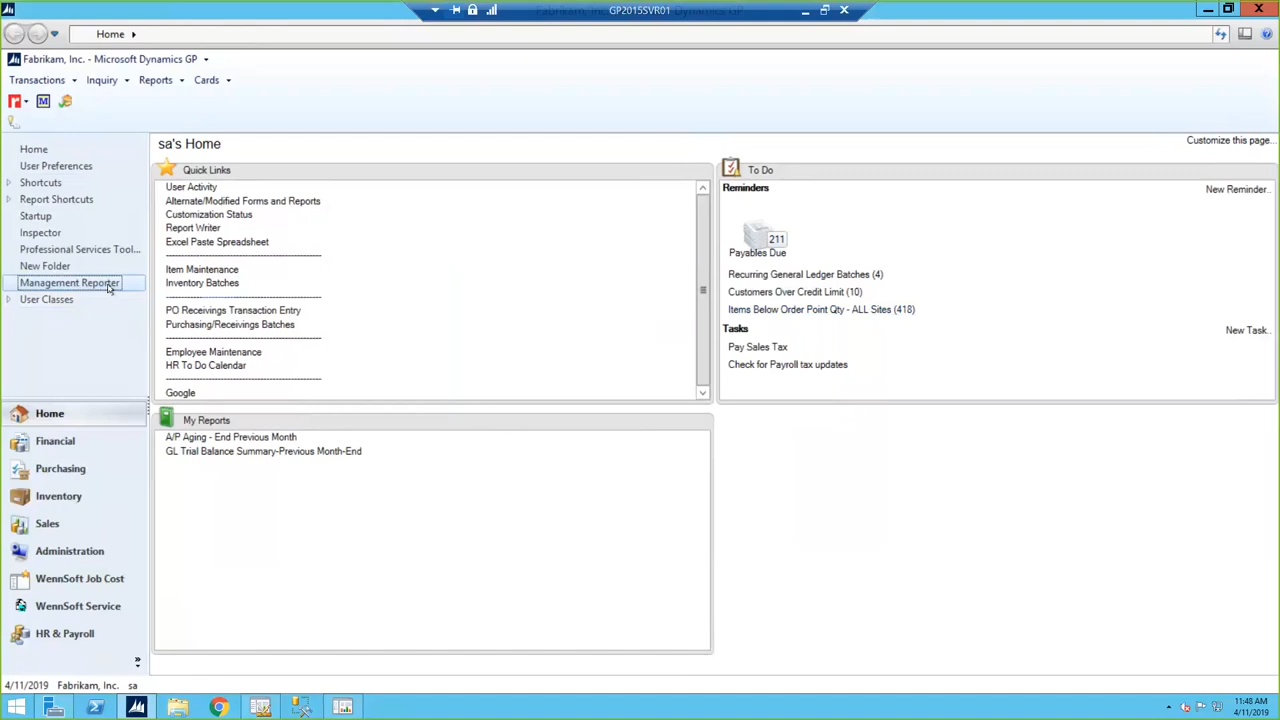 GP2015SVR01
Home
Fabrikam, Inc. - Microsoft Dynamics GP
Transactions Inquiry Reports Cards
Home
User Preferences
Shortcuts
Report Shortcuts
Startup
Inspector
Professional Services Tool...
New Folder
Management Reporter
User Classes
Home
Financial
Purchasing
Inventory
Sales
Administration
WennSoft Job Cost
WennSoft Service
HR & Payroll
»
sa's Home
Customize this page...
Quick Links
User Activity
Alternate/Modified Forms and Reports
Customization Status
Report Writer
Excel Paste Spreadsheet
Item Maintenance
Inventory Batches
PO Receivings Transaction Entry
Purchasing/Receivings Batches
Employee Maintenance
HR To Do Calendar
Google
My Reports
A/P Aging - End Previous Month
GL Trial Balance Summary-Previous Month-End
To Do
Reminders
New Reminder..
211
Payables Due
Recurring General Ledger Batches (4)
Customers Over Credit Limit (10)
Items Below Order Point Qty - ALL Sites (418)
Tasks
New Task..
Pay Sales Tax
Check for Payroll tax updates
4/11/2019 Fabrikam, Inc. sa
11:48 AM
4/11/2019